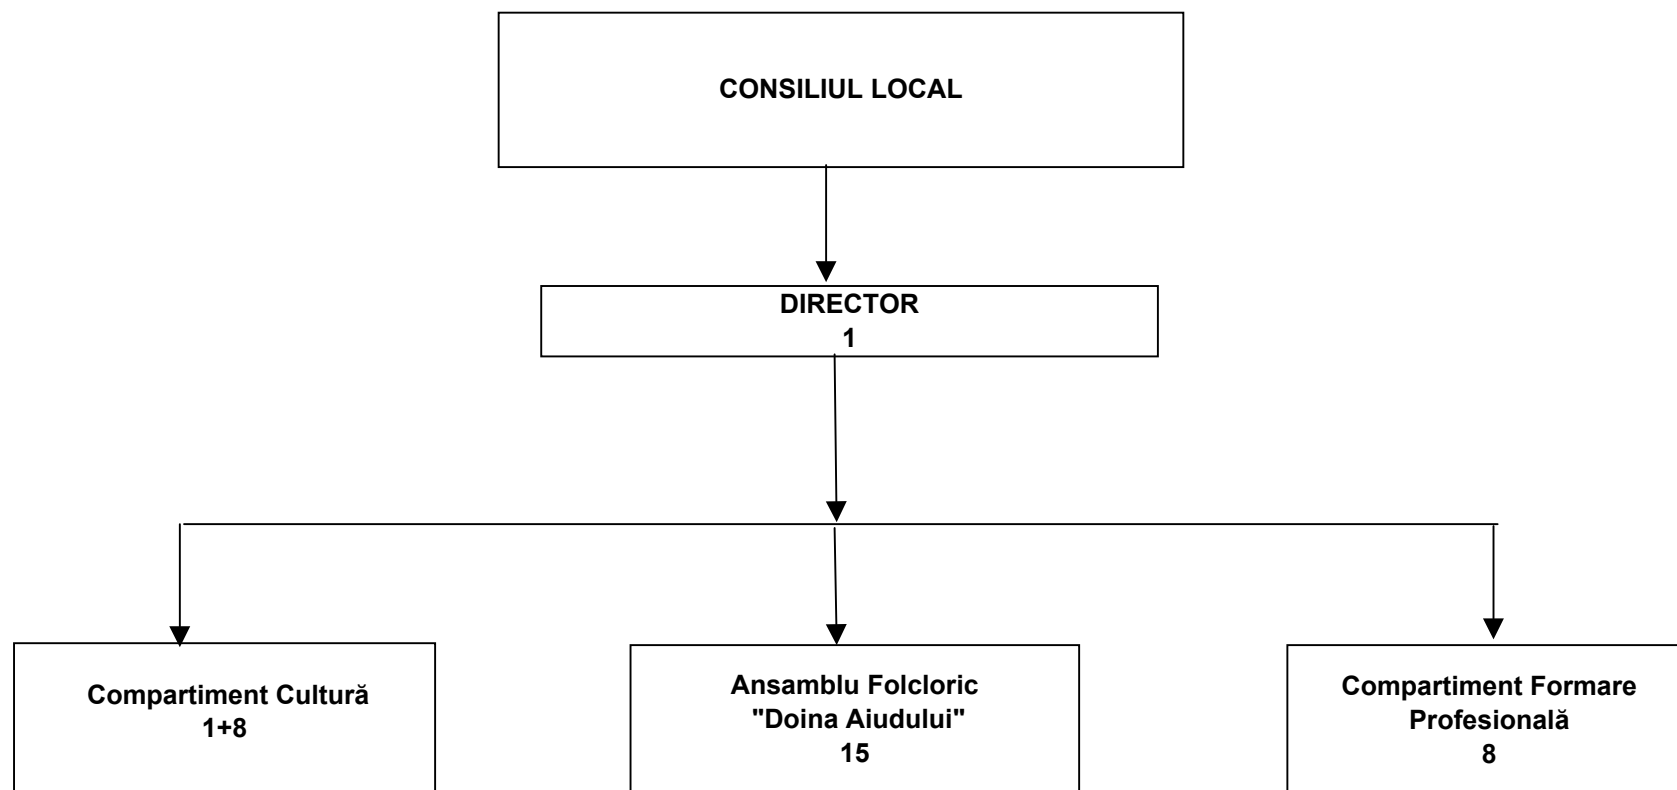 CONSILIUL LOCAL
DIRECTOR
1
Compartiment Cultură
1+8
Ansamblu Folcloric
"Doina Aiudului"
15
Compartiment Formare
Profesională
8